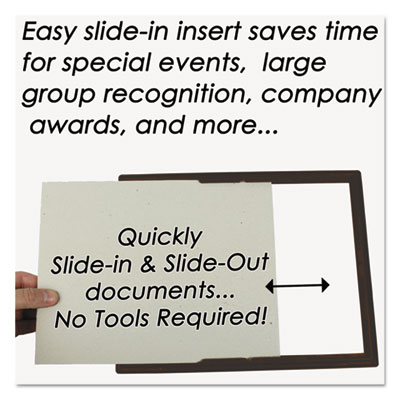 Easy slide-in insert saves time
for special events,  large
group recognition, company
awards, and more...
Quickly
Slide-in & Slide-Out
documents...
No Tools Required!